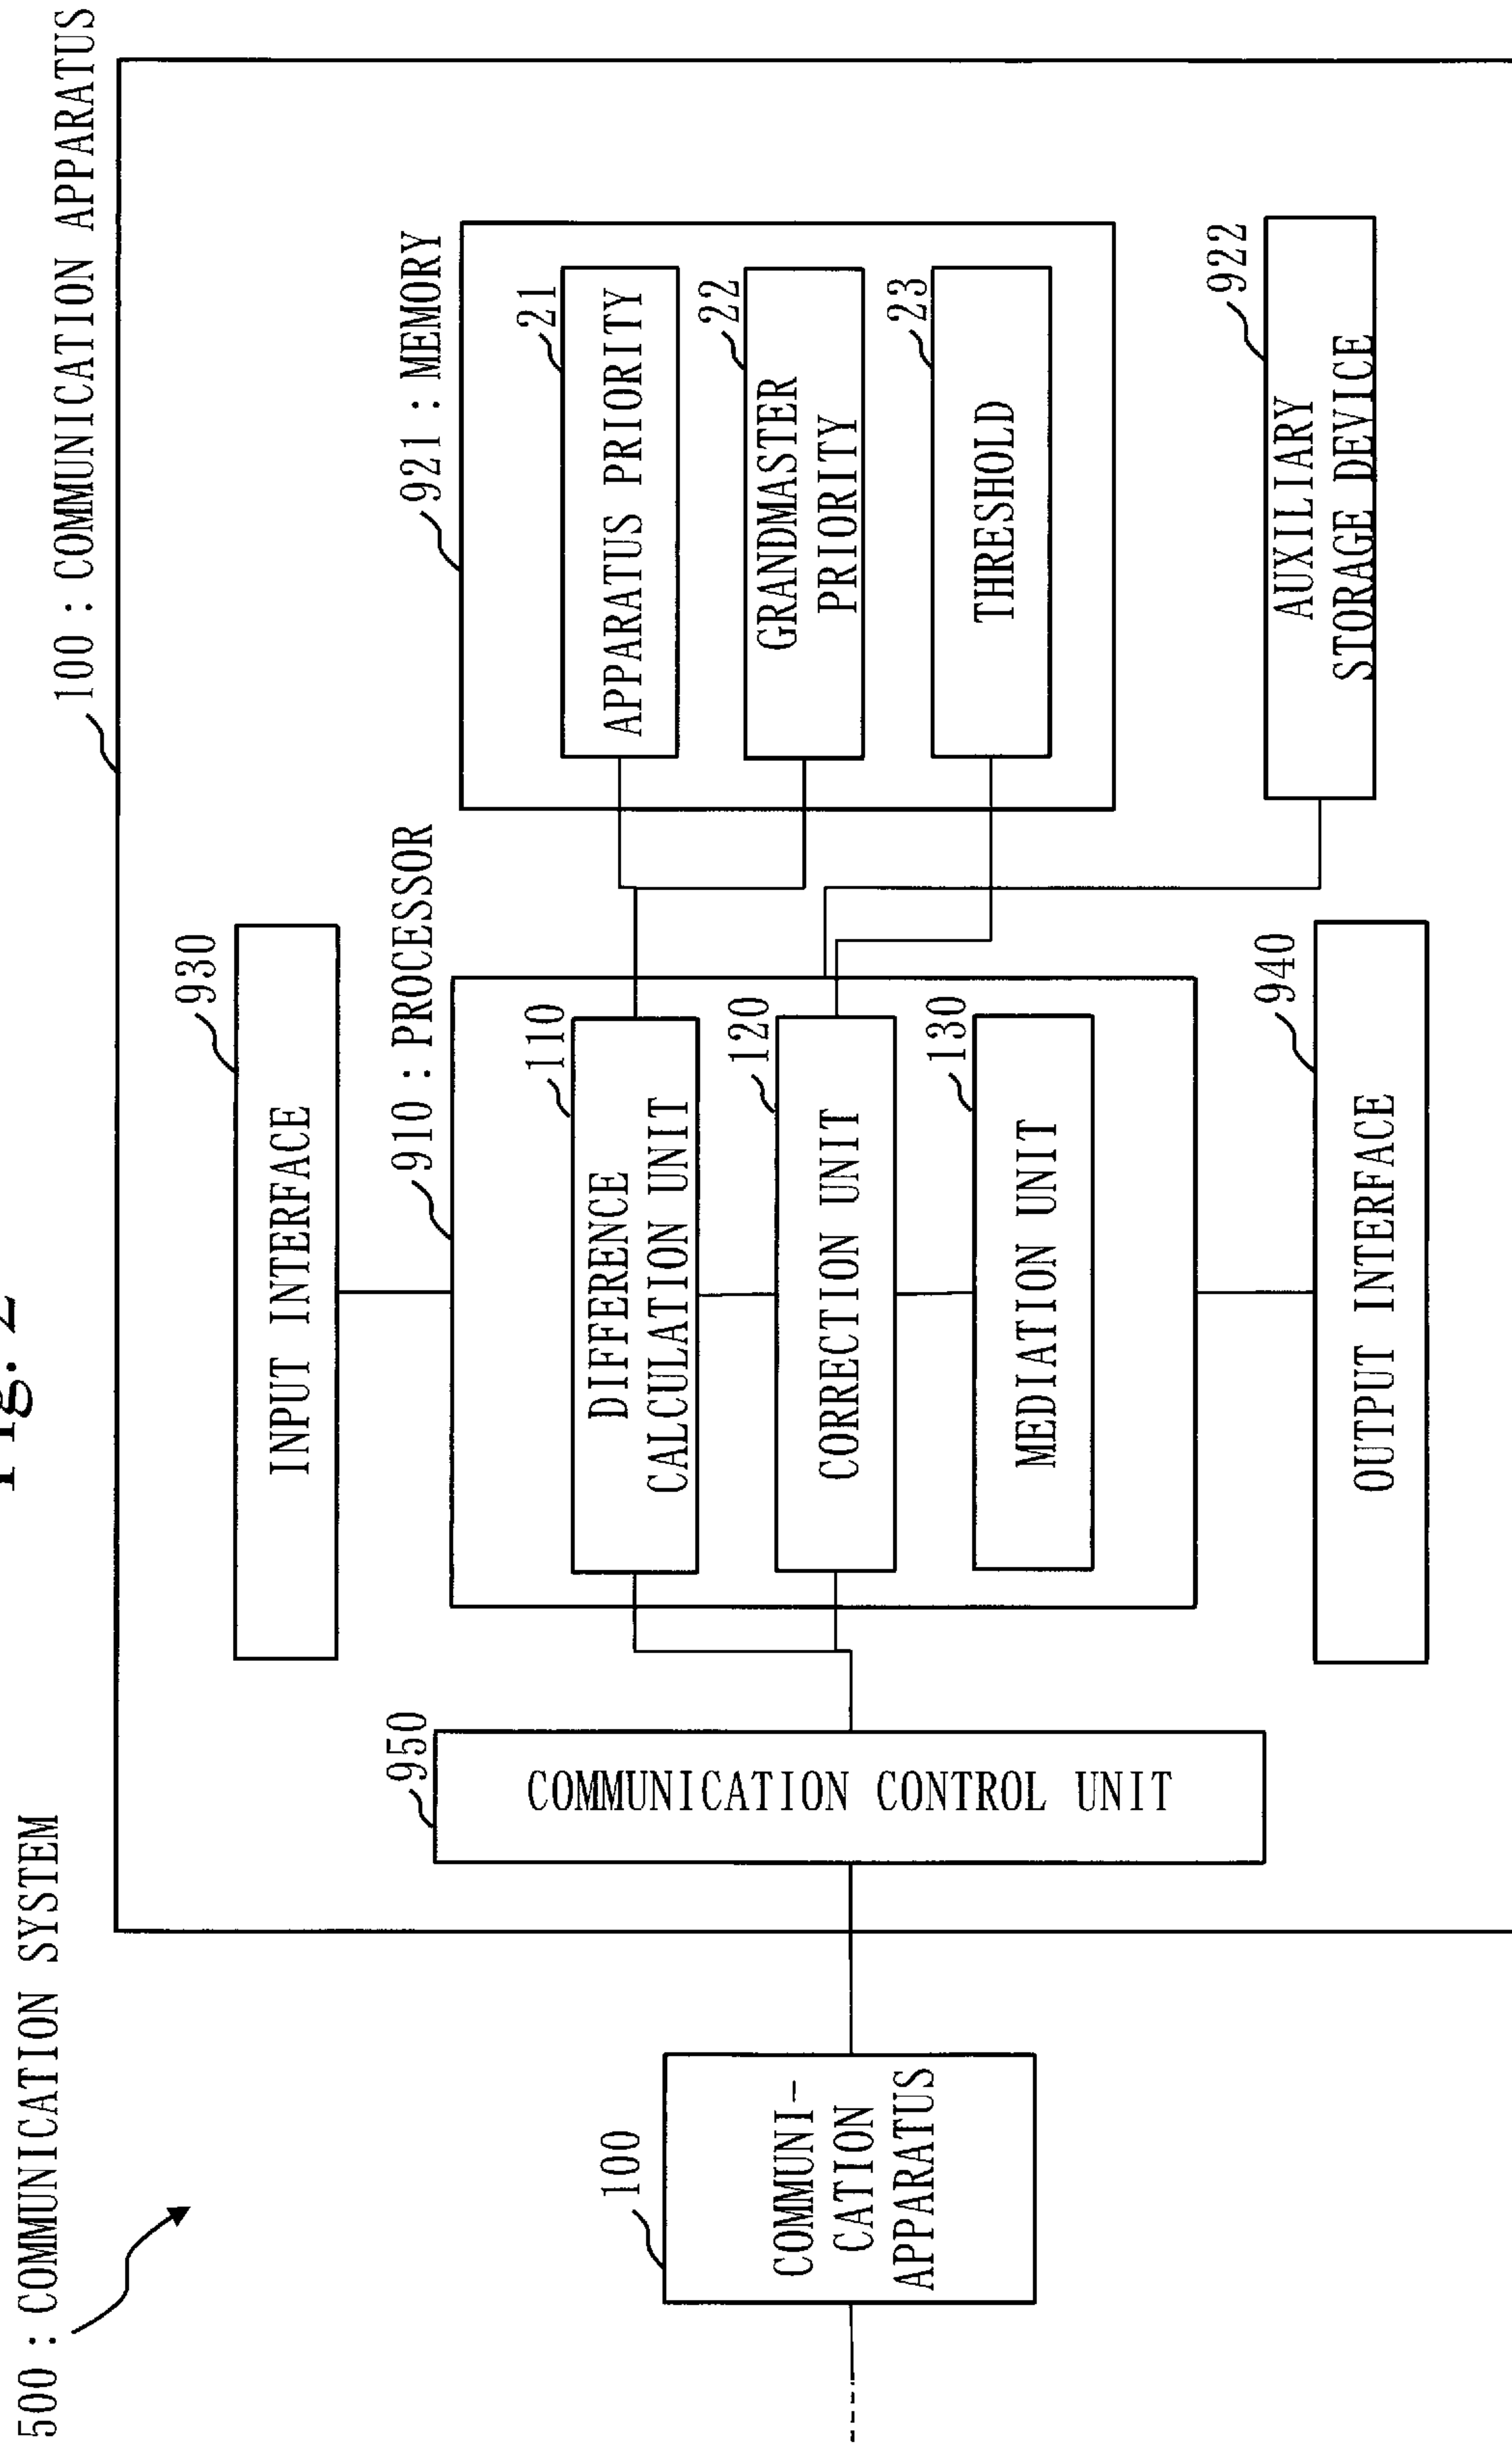 Fig. 2
500 : COMMUNICATION SYSTEM
100 : COMMUNICATION APPARATUS
930
INPUT INTERFACE
910 : PROCESSOR
110
DIFFERENCE
CALCULATION UNIT
120
CORRECTION UNIT
130
MEDIATION UNIT
921 : MEMORY
21
APPARATUS PRIORITY
22
GRANDMASTER
PRIORITY
23
THRESHOLD
922
AUXILIARY
STORAGE DEVICE
940
OUTPUT INTERFACE
950
COMMUNICATION CONTROL UNIT
100
COMMUNI-
CATION
APPARATUS